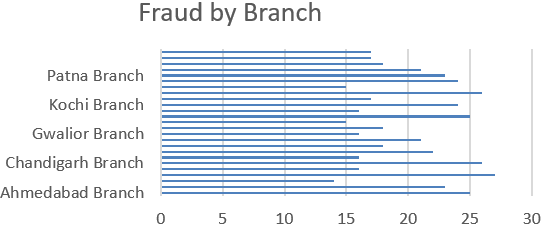 Fraud by Branch
Patna Branch
Kochi Branch
Gwalior Branch
Chandigarh Branch
Ahmedabad Branch
0 5 10 15 20 25 30